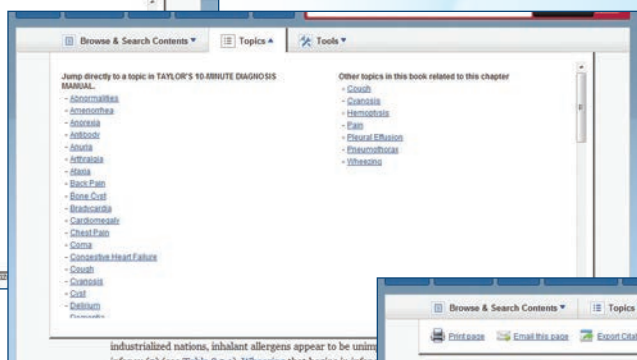 Browse & Search Contents ▼ Topics ▲ Tools ▼
Jump directly to a topic in TAYLOR'S 10-MINUTE DIAGNOSIS
MANUAL.
- Abnormalities
- Amenorrhea
- Anorexia
- Antibody
- Anuria
- Arthralgia
- Ataxia
- Back Pain
- Bone Cyst
- Bradycardia
- Cardiomegaly
- Chest Pain
- Coma
- Congestive Heart Failure
- Cough
- Cyanosis
- Cyst
- Delirium
- Dementia
Other topics in this book related to this chapter
- Cough
- Cyanosis
- Hemoptysis
- Pain
- Pleural Effusion
- Pneumothorax
- Wheezing
industrialized nations, inhalant allergens appear to be
Browse & Search Contents ▼ Topics
Print page Email this page Export